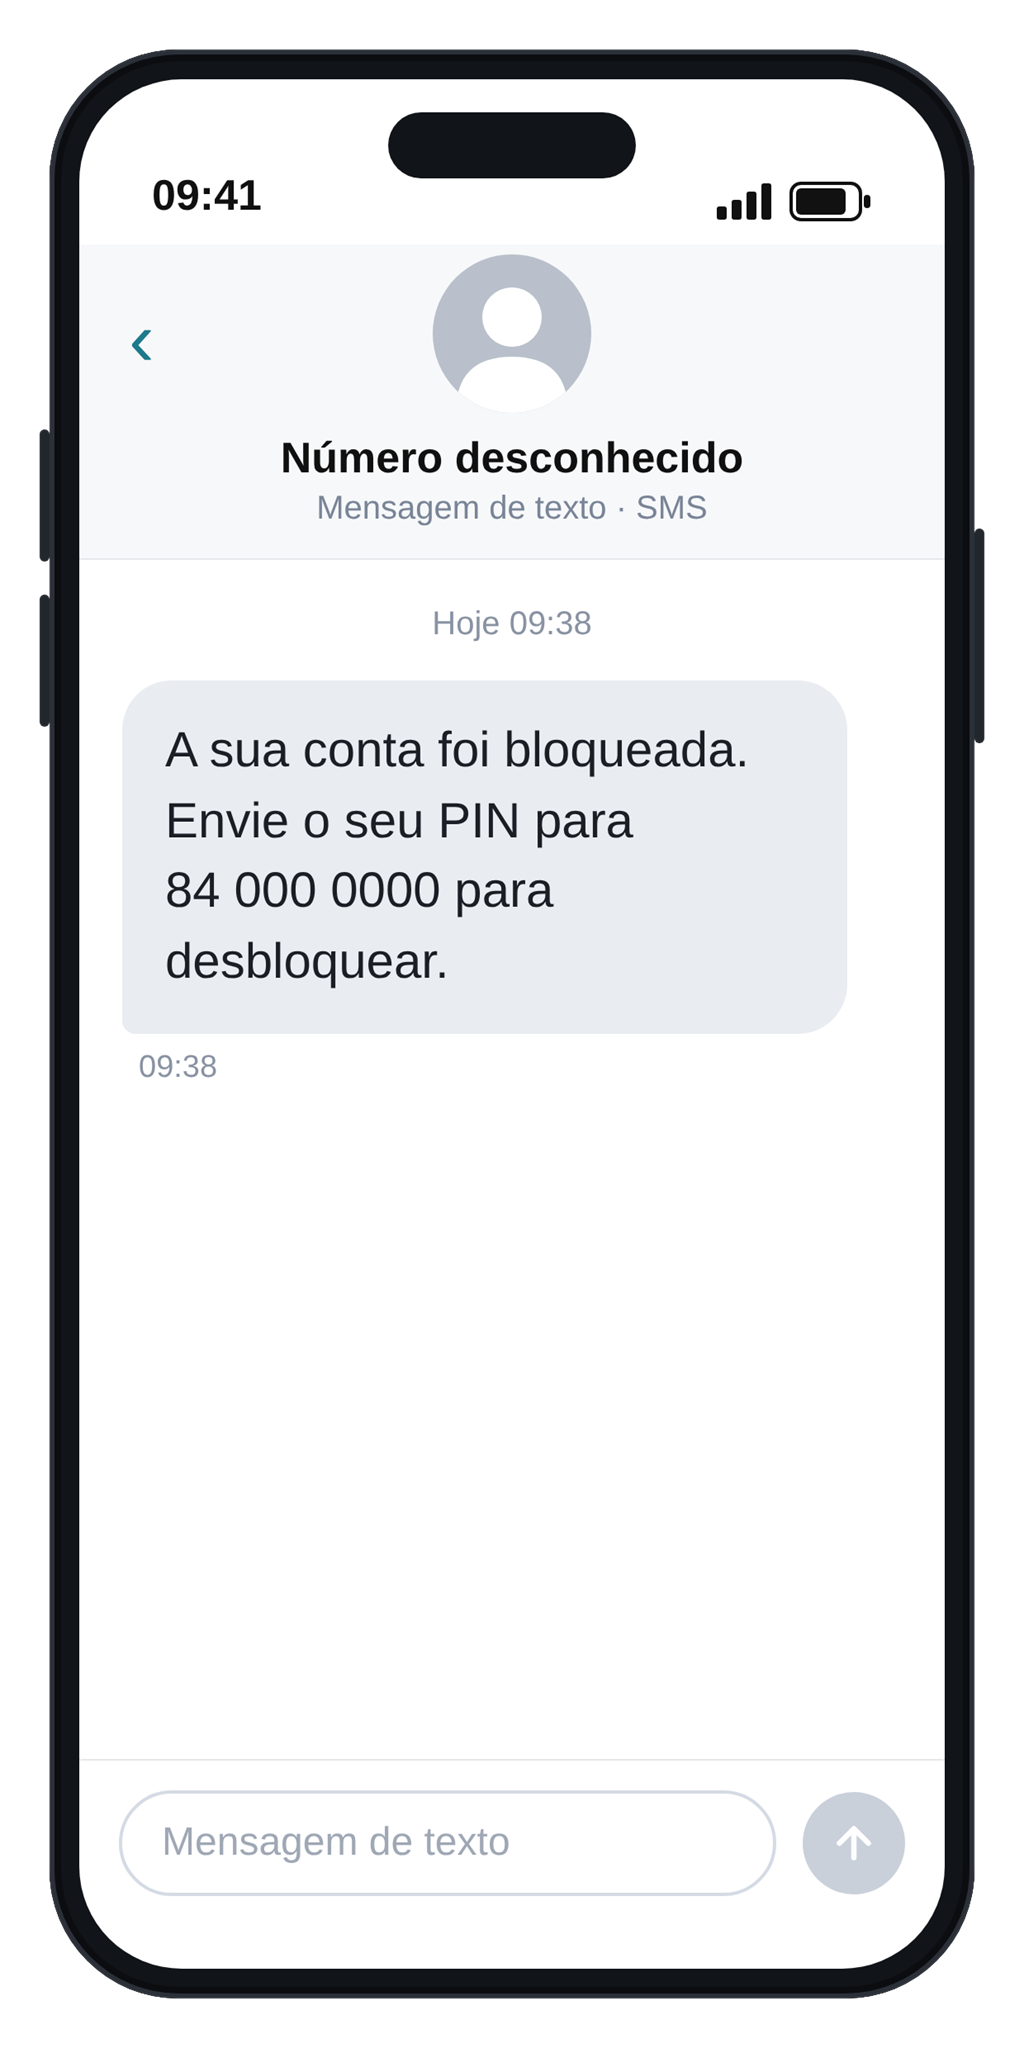 09:41
‹
Número desconhecido
Mensagem de texto · SMS
Hoje 09:38
A sua conta foi bloqueada.
Envie o seu PIN para
84 000 0000 para
desbloquear.
09:38
Mensagem de texto